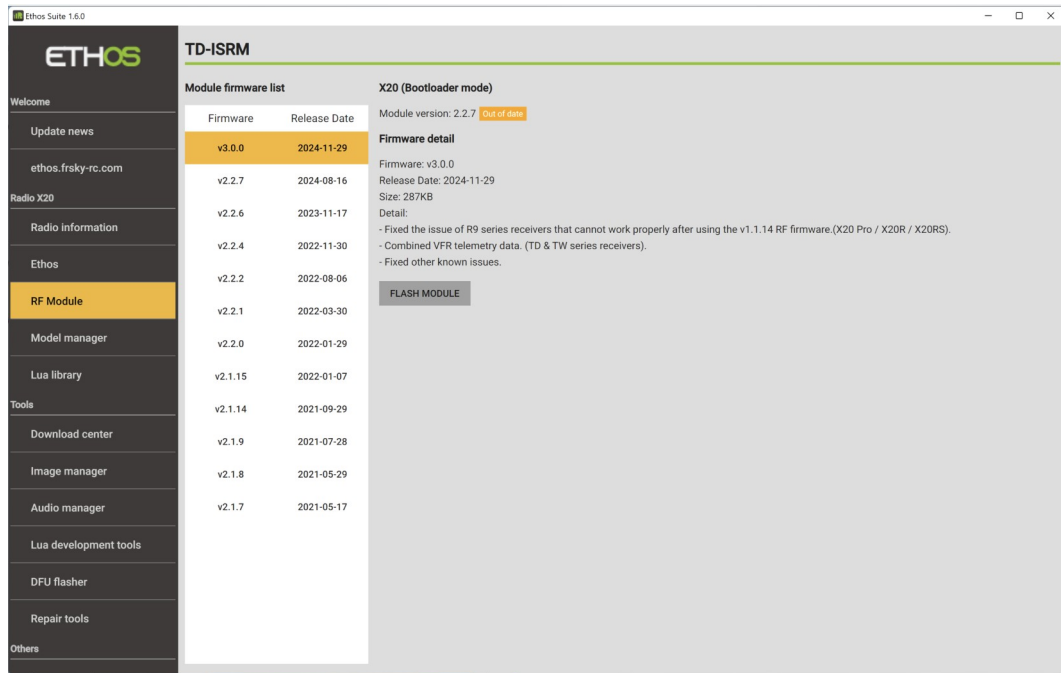 Ethos Suite 1.6.0
ETHOS
Welcome
Update news
ethos.frsky-rc.com
Radio X20
Radio information
Ethos
RF Module
Model manager
Lua library
Tools
Download center
Image manager
Audio manager
Lua development tools
DFU flasher
Repair tools
Others
TD-ISRM
Module firmware list
Firmware Release Date
v3.0.0 2024-11-29
v2.2.7 2024-08-16
v2.2.6 2023-11-17
v2.2.4 2022-11-30
v2.2.2 2022-08-06
v2.2.1 2022-03-30
v2.2.0 2022-01-29
v2.1.15 2022-01-07
v2.1.14 2021-09-29
v2.1.9 2021-07-28
v2.1.8 2021-05-29
v2.1.7 2021-05-17
X20 (Bootloader mode)
Module version: 2.2.7 Out of date
Firmware detail
Firmware: v3.0.0
Release Date: 2024-11-29
Size: 287KB
Detail:
- Fixed the issue of R9 series receivers that cannot work properly after using the v1.1.14 RF firmware.(X20 Pro / X20R / X20RS).
- Combined VFR telemetry data. (TD & TW series receivers).
- Fixed other known issues.
FLASH MODULE